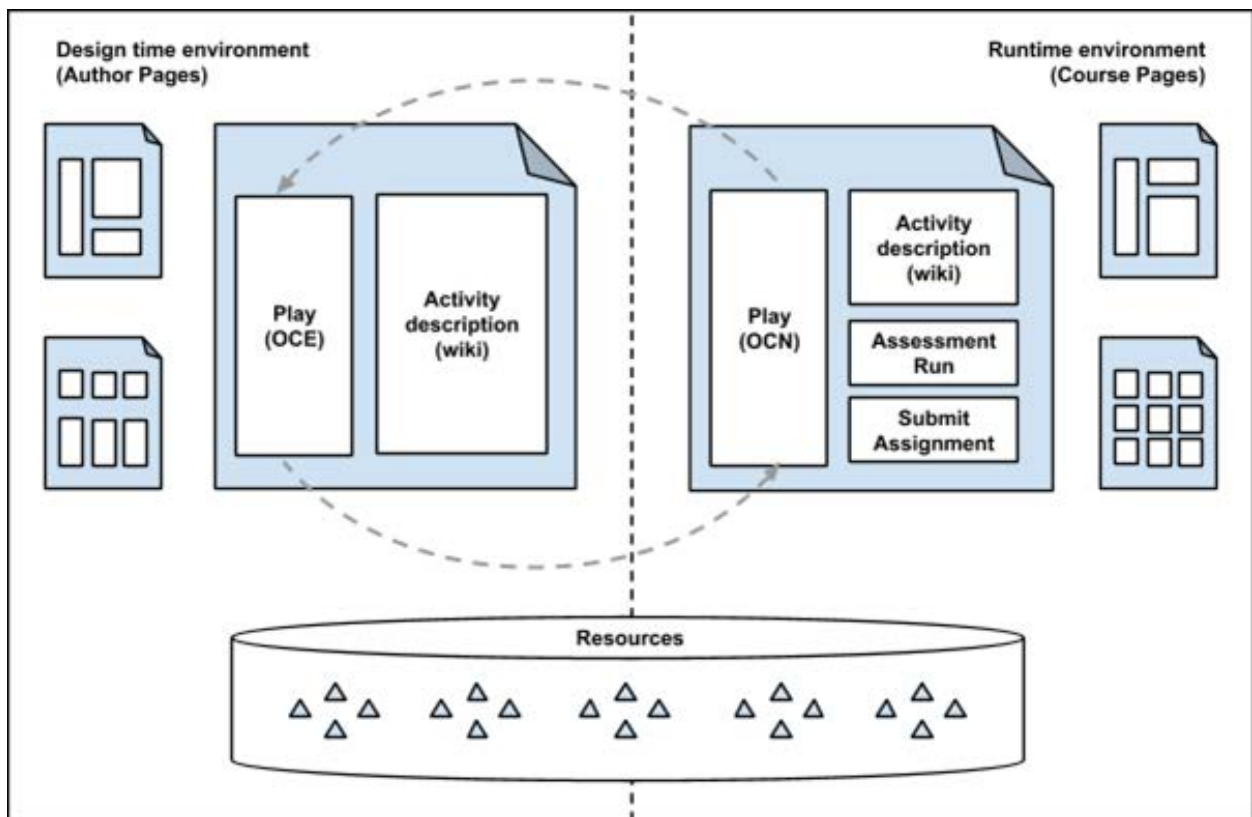 Design time environment
(Author Pages)
Runtime environment
(Course Pages)
Play
(OCE)
Activity
description
(wiki)
Play
(OCN)
Activity
description
(wiki)
Assessment
Run
Submit
Assignment
Resources